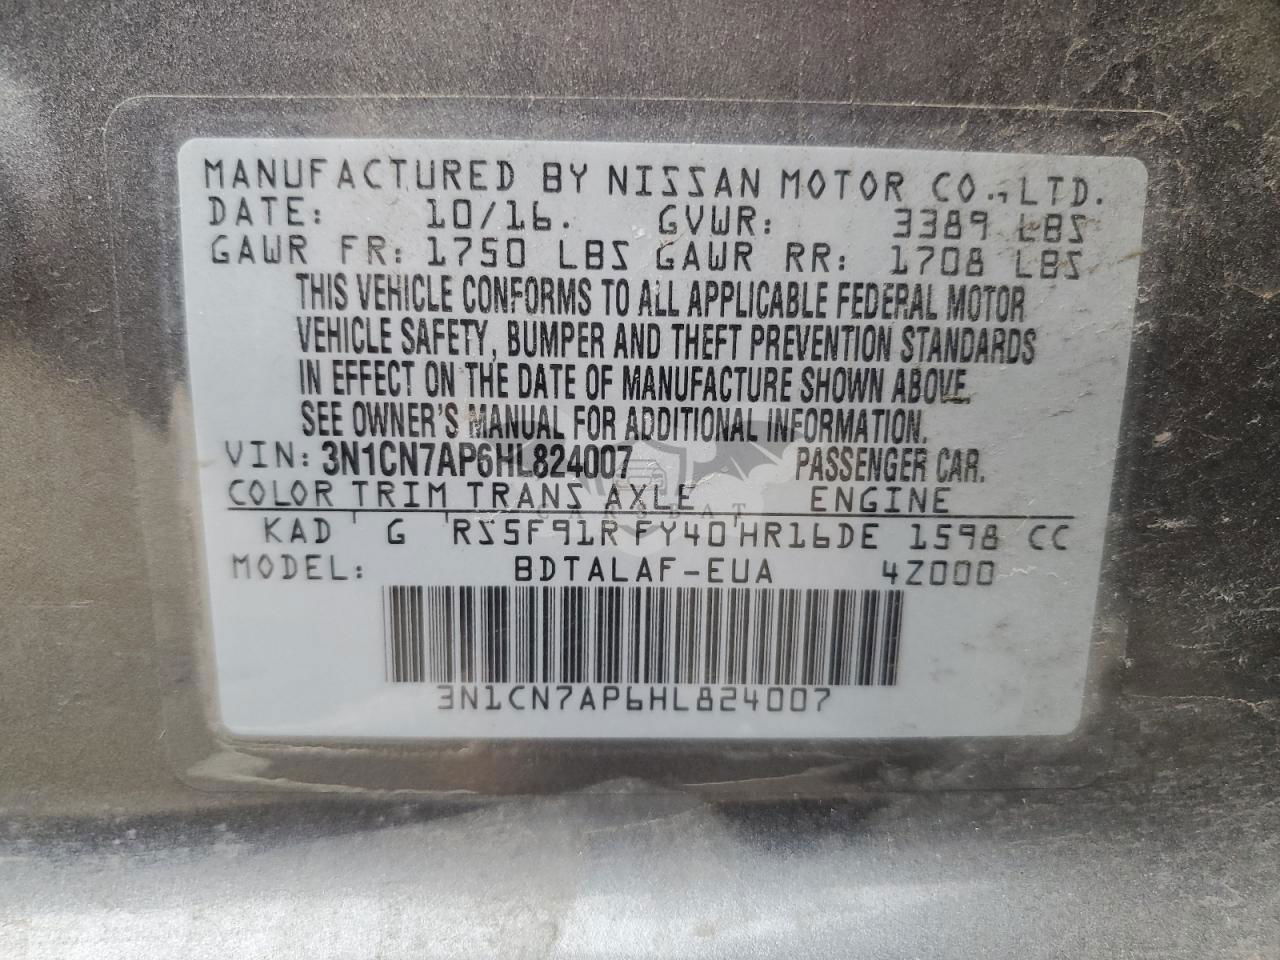 MANUFACTURED BY NISSAN MOTOR CO., LTD.
DATE: 10/16. GVWR: 3389 LBS
GAWR FR: 1750 LBS GAWR RR: 1708 LBS
THIS VEHICLE CONFORMS TO ALL APPLICABLE FEDERAL MOTOR
VEHICLE SAFETY, BUMPER AND THEFT PREVENTION STANDARDS
IN EFFECT ON THE DATE OF MANUFACTURE SHOWN ABOVE.
SEE OWNER'S MANUAL FOR ADDITIONAL INFORMATION.
VIN: 3N1CN7AP6HL824007 PASSENGER CAR.
COLOR TRIM TRANS AXLE ENGINE
KAD G RS5F91R FY40 HR16DE 1598 CC
MODEL: BDTALAF-EUA 4Z000
3N1CN7AP6HL824007